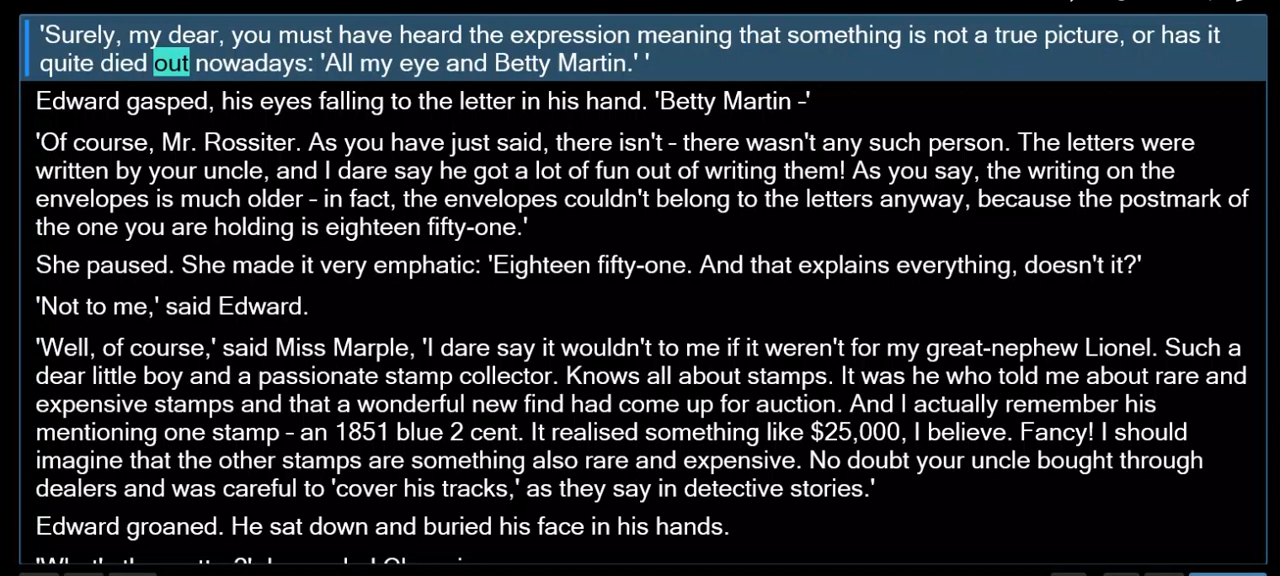 'Surely, my dear, you must have heard the expression meaning that something is not a true picture, or has it
quite died out nowadays: 'All my eye and Betty Martin.' '
Edward gasped, his eyes falling to the letter in his hand. 'Betty Martin -'
'Of course, Mr. Rossiter. As you have just said, there isn't - there wasn't any such person. The letters were
written by your uncle, and I dare say he got a lot of fun out of writing them! As you say, the writing on the
envelopes is much older - in fact, the envelopes couldn't belong to the letters anyway, because the postmark of
the one you are holding is eighteen fifty-one.'
She paused. She made it very emphatic: 'Eighteen fifty-one. And that explains everything, doesn't it?'
'Not to me,' said Edward.
'Well, of course,' said Miss Marple, 'I dare say it wouldn't to me if it weren't for my great-nephew Lionel. Such a
dear little boy and a passionate stamp collector. Knows all about stamps. It was he who told me about rare and
expensive stamps and that a wonderful new find had come up for auction. And I actually remember his
mentioning one stamp - an 1851 blue 2 cent. It realised something like $25,000, I believe. Fancy! I should
imagine that the other stamps are something also rare and expensive. No doubt your uncle bought through
dealers and was careful to 'cover his tracks,' as they say in detective stories.'
Edward groaned. He sat down and buried his face in his hands.